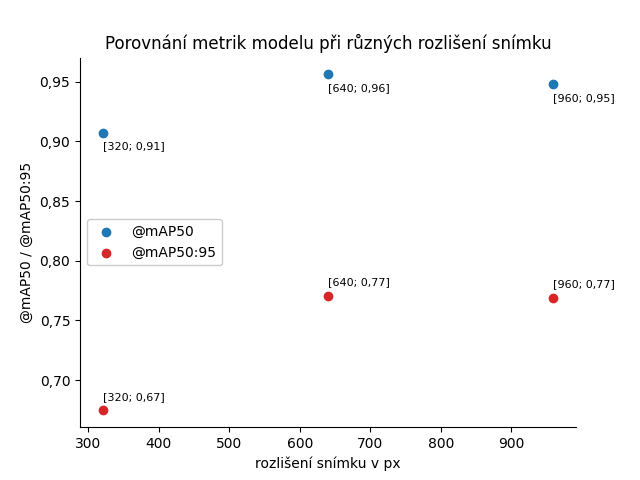 Porovnání metrik modelu při různých rozlišení snímku
0,95
0,90
0,85
0,80
0,75
0,70
@mAP50 / @mAP50:95
[640; 0,96]
[960; 0,95]
[320; 0,91]
@mAP50
@mAP50:95
[640; 0,77]
[960; 0,77]
[320; 0,67]
300 400 500 600 700 800 900
rozlišení snímku v px